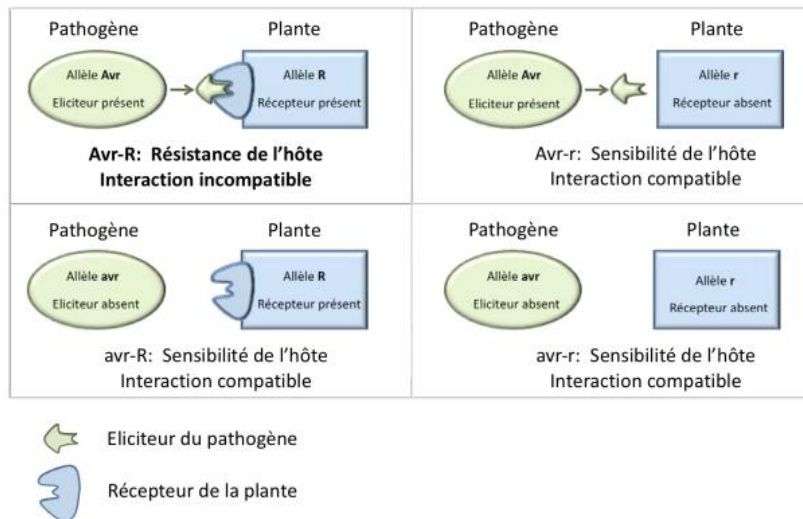 Pathogène Plante
Allèle Avr
Eliciteur présent
Allèle R
Récepteur présent
Avr-R: Résistance de l'hôte
Interaction incompatible
Pathogène Plante
Allèle Avr
Eliciteur présent
Allèle r
Récepteur absent
Avr-r: Sensibilité de l'hôte
Interaction compatible
Pathogène Plante
Allèle avr
Eliciteur absent
Allèle R
Récepteur présent
avr-R: Sensibilité de l'hôte
Interaction compatible
Pathogène Plante
Allèle avr
Eliciteur absent
Allèle r
Récepteur absent
avr-r: Sensibilité de l'hôte
Interaction compatible
Eliciteur du pathogène
Récepteur de la plante